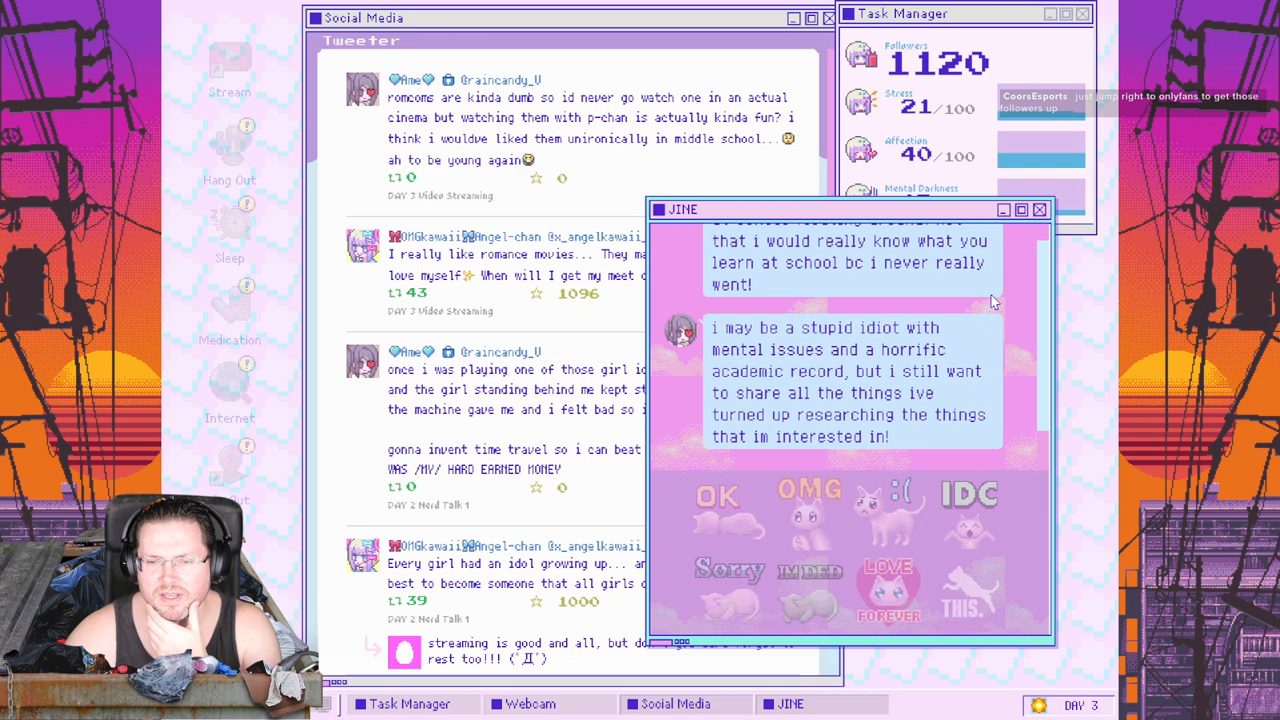 Social Media
Tweeter
♡Ame♡ @raincandy_U
romcoms are kinda dumb so id never go watch one in an actual
cinema but watching them with p-chan is actually kinda fun? i
think i wouldve liked them unironically in middle school...
ah to be young again
0 0
DAY 3 Video Streaming
OMGkawaii Angel-chan @x_angelkawaii_
I really like romance movies... They ma
love myself When will I get my meet c
43 1096
DAY 3 Video Streaming
♡Ame♡ @raincandy_U
once i was playing one of those girl ic
and the girl standing behind me kept s
the machine gave me and i felt bad so i
gonna invent time travel so i can beat
WAS /MY/ HARD EARNED MONEY
0 0
DAY 2 Nerd Talk 1
OMGkawaii Angel-chan @x_angelkawaii_
Every girl had an idol growing up... an
best to become one that all girls c
39 1000
DAY 2 Nerd Talk 1
streaming is good and all, but
rest too!!!
Task Manager
Followers
1120
Stress
21/100
Affection
40/100
Mental Darkness
CoorsEsports just jump right to onlyfans to get those
followers up
JINE
that i would really know what you
learn at school bc i never really
went!
i may be a stupid idiot with
mental issues and a horrific
academic record, but i still want
to share all the things ive
turned up researching the things
that im interested in!
OK
OMG
:(
IDC
Sorry
LOVE
FOREVER
THIS.
Stream
Hang Out
Sleep
Medication
Internet
Out
Task Manager
Webcam
Social Media
JINE
DAY 3